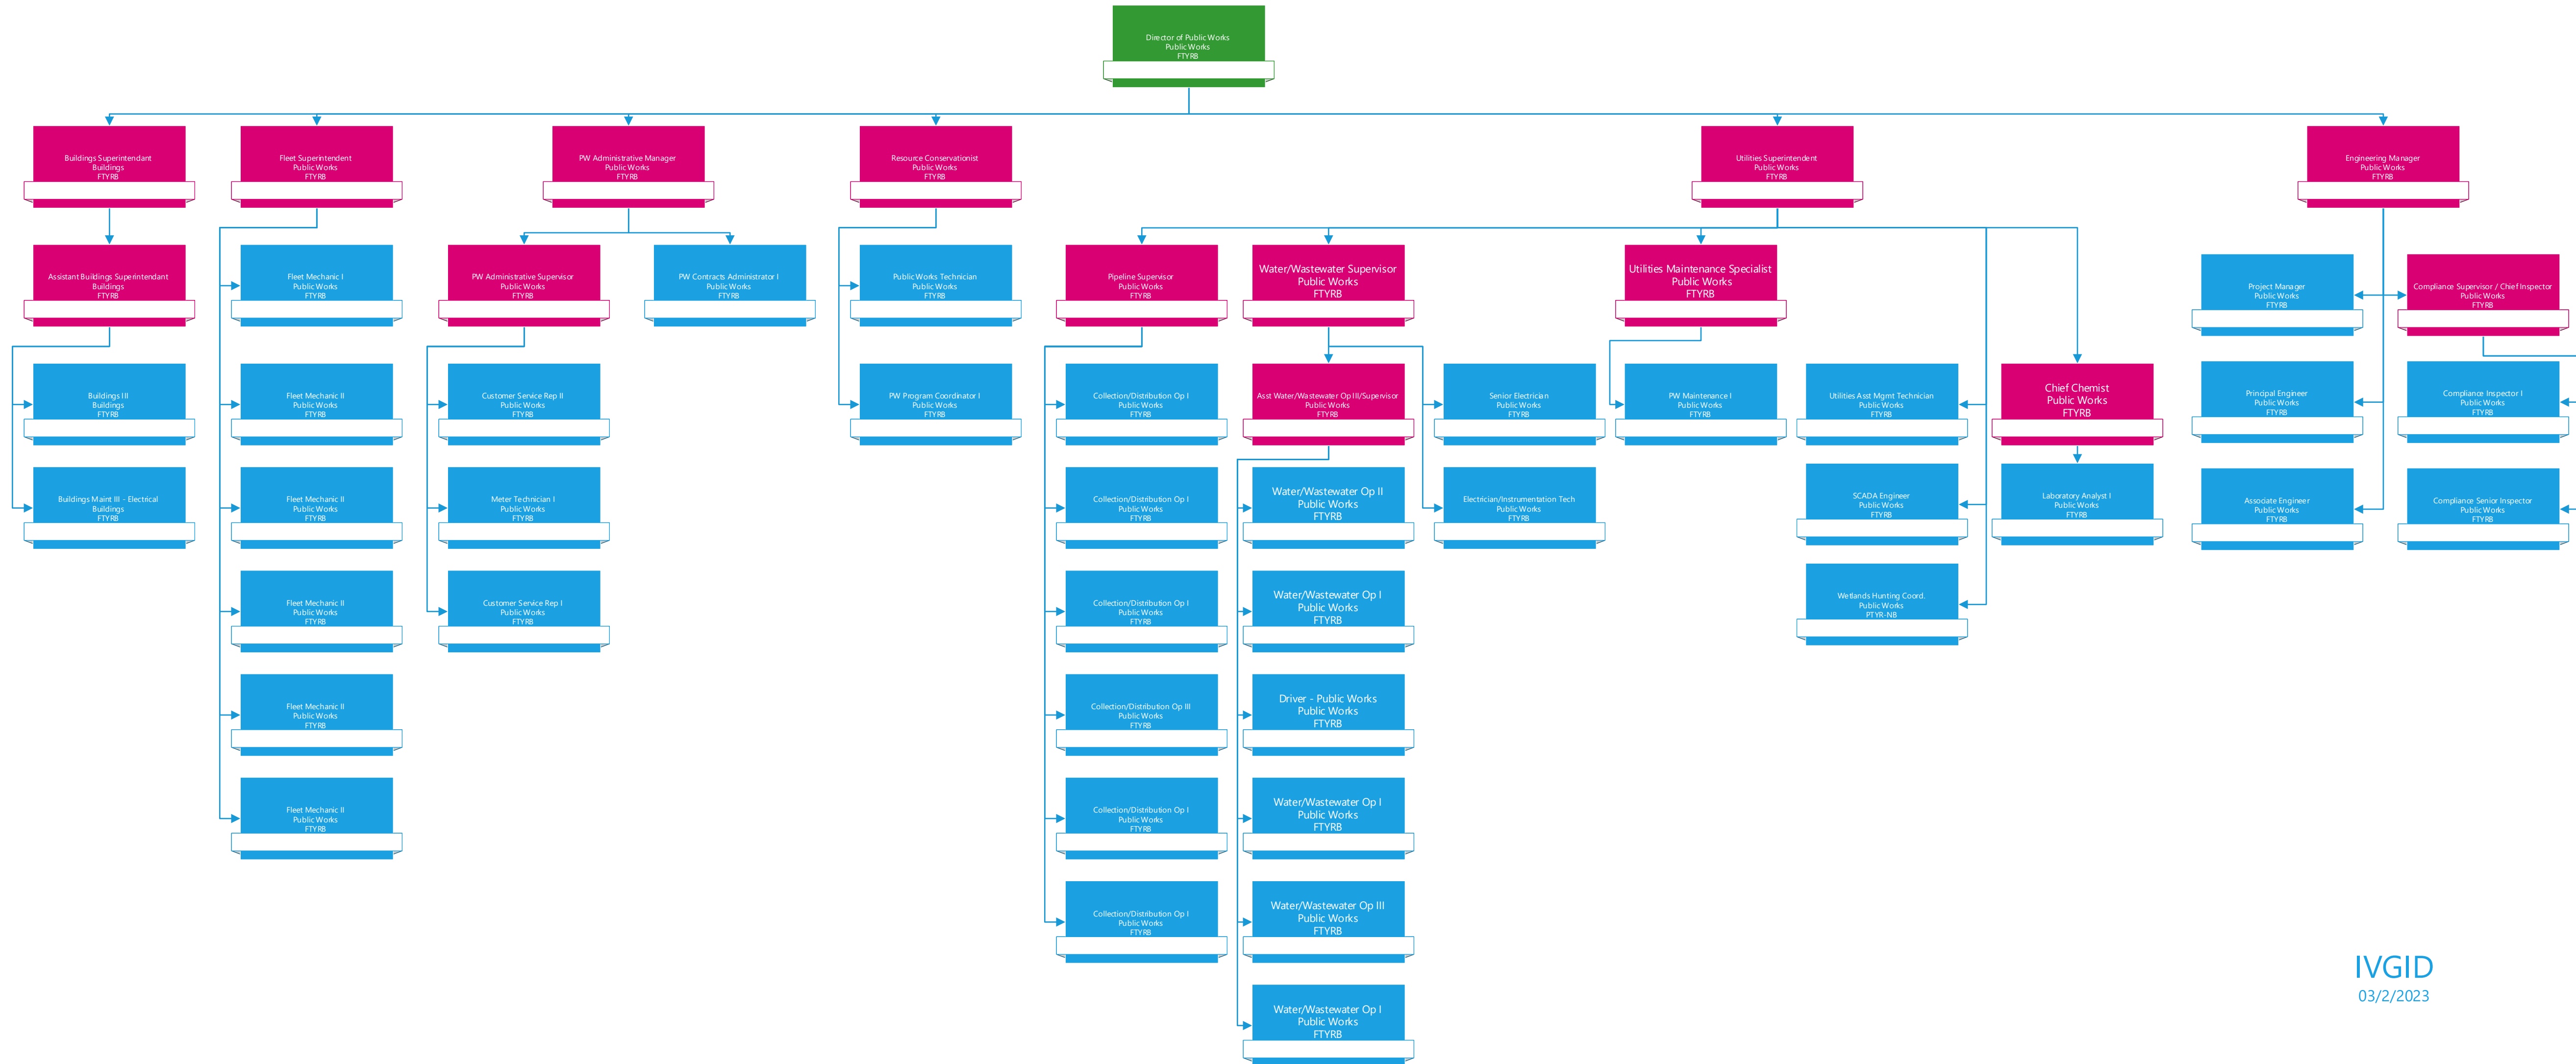 Director of Public Works
Public Works
FTYRB
Buildings Superintendant
Buildings
FTYRB
Fleet Superintendent
Public Works
FTYRB
PW Administrative Manager
Public Works
FTYRB
Resource Conservationist
Public Works
FTYRB
Utilities Superintendent
Public Works
FTYRB
Engineering Manager
Public Works
FTYRB
Assistant Buildings Superintendant
Buildings
FTYRB
Fleet Mechanic I
Public Works
FTYRB
PW Administrative Supervisor
Public Works
FTYRB
PW Contracts Administrator I
Public Works
FTYRB
Public Works Technician
Public Works
FTYRB
Pipeline Supervisor
Public Works
FTYRB
Water/Wastewater Supervisor
Public Works
FTYRB
Utilities Maintenance Specialist
Public Works
FTYRB
Project Manager
Public Works
FTYRB
Compliance Supervisor / Chief Inspector
Public Works
FTYRB
Buildings III
Buildings
FTYRB
Fleet Mechanic II
Public Works
FTYRB
Customer Service Rep II
Public Works
FTYRB
PW Program Coordinator I
Public Works
FTYRB
Collection/Distribution Op I
Public Works
FTYRB
Asst Water/Wastewater Op III/Supervisor
Public Works
FTYRB
Senior Electrician
Public Works
FTYRB
PW Maintenance I
Public Works
FTYRB
Utilities Asst Mgmt Technician
Public Works
FTYRB
Chief Chemist
Public Works
FTYRB
Principal Engineer
Public Works
FTYRB
Compliance Inspector I
Public Works
FTYRB
Buildings Maint III - Electrical
Buildings
FTYRB
Fleet Mechanic II
Public Works
FTYRB
Meter Technician I
Public Works
FTYRB
Collection/Distribution Op I
Public Works
FTYRB
Water/Wastewater Op II
Public Works
FTYRB
Electrician/Instrumentation Tech
Public Works
FTYRB
SCADA Engineer
Public Works
FTYRB
Laboratory Analyst I
Public Works
FTYRB
Associate Engineer
Public Works
FTYRB
Compliance Senior Inspector
Public Works
FTYRB
Fleet Mechanic II
Public Works
FTYRB
Customer Service Rep I
Public Works
FTYRB
Collection/Distribution Op I
Public Works
FTYRB
Water/Wastewater Op I
Public Works
FTYRB
Wetlands Hunting Coord.
Public Works
PTYR-NB
Fleet Mechanic II
Public Works
FTYRB
Collection/Distribution Op III
Public Works
FTYRB
Driver - Public Works
Public Works
FTYRB
Fleet Mechanic II
Public Works
FTYRB
Collection/Distribution Op I
Public Works
FTYRB
Water/Wastewater Op I
Public Works
FTYRB
Collection/Distribution Op I
Public Works
FTYRB
Water/Wastewater Op III
Public Works
FTYRB
Water/Wastewater Op I
Public Works
FTYRB
IVGID
03/2/2023